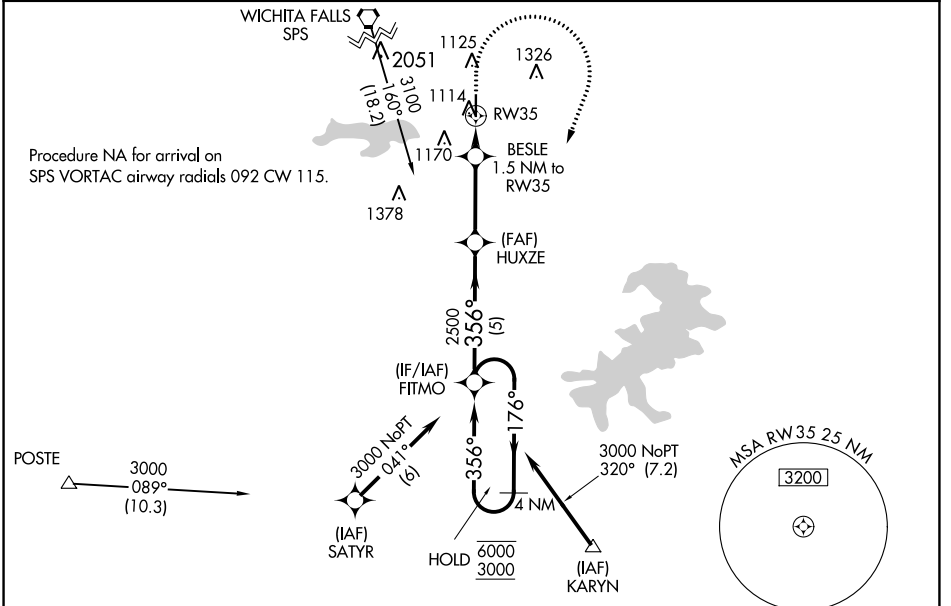 WICHITA FALLS
SPS
2051
3100
160°
(18.2)
1125
1326
1114
RW35
1170
BESLE
1.5 NM to
RW35
Procedure NA for arrival on
SPS VORTAC airway radials 092 CW 115.
1378
(FAF)
HUXZE
2500
356°
(5)
(IF/IAF)
FITMO
176°
356°
3000 NoPT
041°
(6)
POSTE
3000
089°
(10.3)
(IAF)
SATYR
4 NM
HOLD
6000
3000
3000 NoPT
320° (7.2)
(IAF)
KARYN
MSA RW35 25 NM
3200